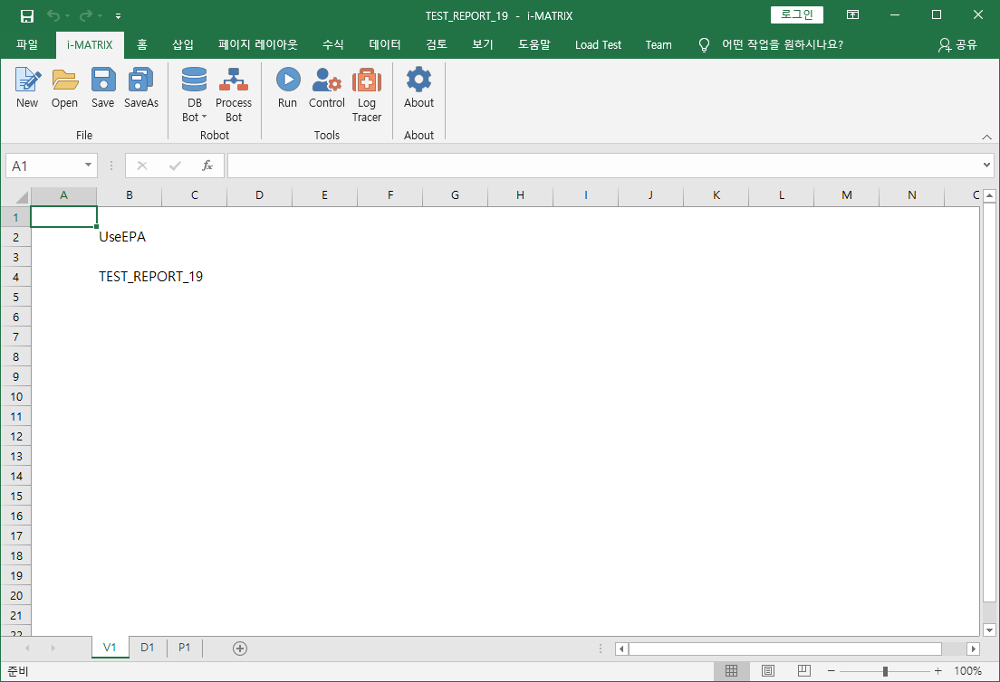 TEST_REPORT_19 - i-MATRIX
로그인
파일 i-MATRIX 홈 삽입 페이지 레이아웃 수식 데이터 검토 보기 도움말 Load Test Team 어떤 작업을 원하시나요? 공유
New Open Save SaveAs DB Bot Process Bot Run Control Log Tracer About
File Robot Tools About
A1 fx
A B C D E F G H I J K L M N C
1
2 UseEPA
3
4 TEST_REPORT_19
5
6
7
8
9
10
11
12
13
14
15
16
17
18
19
20
21
22
V1 D1 P1
준비 100%